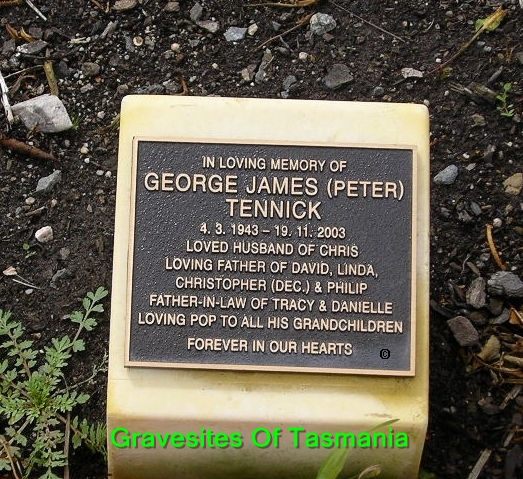 IN LOVING MEMORY OF
GEORGE JAMES (PETER)
TENNICK
4. 3. 1943 – 19. 11. 2003
LOVED HUSBAND OF CHRIS
LOVING FATHER OF DAVID, LINDA,
CHRISTOPHER (DEC.) & PHILIP
FATHER-IN-LAW OF TRACY & DANIELLE
LOVING POP TO ALL HIS GRANDCHILDREN
FOREVER IN OUR HEARTS
Gravesites Of Tasmania